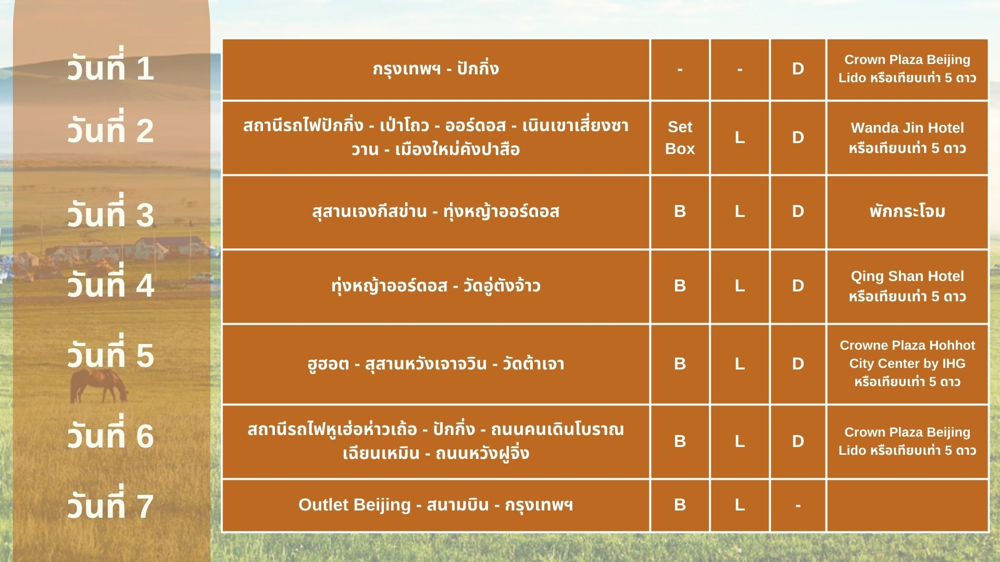 วันที่ 1
กรุงเทพฯ - ปักกิ่ง
-
-
D
Crown Plaza Beijing
Lido หรือเทียบเท่า 5 ดาว
วันที่ 2
สถานีรถไฟปักกิ่ง - เป่าโถว - ออร์ดอส - เนินเขาเสี่ยงซา
วาน - เมืองใหม่คังปาสือ
Set
Box
L
D
Wanda Jin Hotel
หรือเทียบเท่า 5 ดาว
วันที่ 3
สุสานเจงกีสข่าน - ทุ่งหญ้าออร์ดอส
B
L
D
พักกระโจม
วันที่ 4
ทุ่งหญ้าออร์ดอส - วัดอู่ตังจ้าว
B
L
D
Qing Shan Hotel
หรือเทียบเท่า 5 ดาว
วันที่ 5
ฮูฮอต - สุสานหวังเจาจวิน - วัดต้าเจา
B
L
D
Crowne Plaza Hohhot
City Center by IHG
หรือเทียบเท่า 5 ดาว
วันที่ 6
สถานีรถไฟหูเฮ่อห่าวเถ้อ - ปักกิ่ง - ถนนคนเดินโบราณ
เฉียนเหมิน - ถนนหวังฝูจิ่ง
B
L
D
Crown Plaza Beijing
Lido หรือเทียบเท่า 5 ดาว
วันที่ 7
Outlet Beijing - สนามบิน - กรุงเทพฯ
B
L
-